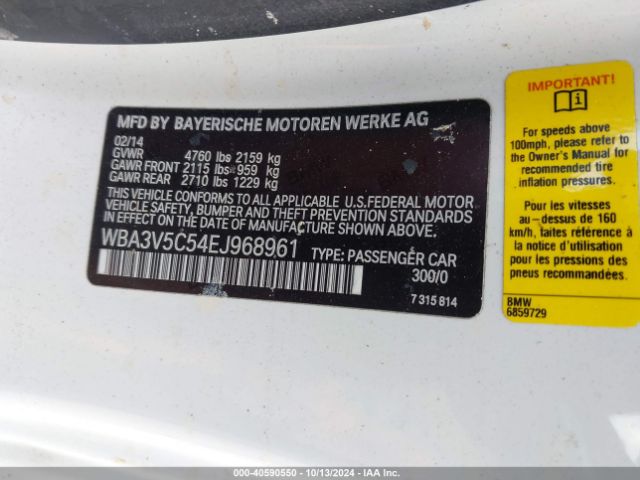 MFD BY BAYERISCHE MOTOREN WERKE AG
02/14
GVWR 4760 lbs 2159 kg
GAWR FRONT 2115 lbs 959 kg
GAWR REAR 2710 lbs 1229 kg
THIS VEHICLE CONFORMS TO ALL APPLICABLE U.S.FEDERAL MOTOR
VEHICLE SAFETY, BUMPER AND THEFT PREVENTION STANDARDS
IN EFFECT ON THE DATE OF MANUFACTURE SHOWN ABOVE.
WBA3V5C54EJ968961 TYPE: PASSENGER CAR
300/0
7 315 814
IMPORTANT!
For speeds above
100mph, please refer to
the Owner's Manual for
recommended tire
inflation pressures.
Pour les vitesses
au-dessus de 160
km/h, faites référence à
la notice d'utilisation
pour les pressions des
pneus recommandées.
BMW
6859729
000-40590550 - 10/13/2024 - IAA Inc.